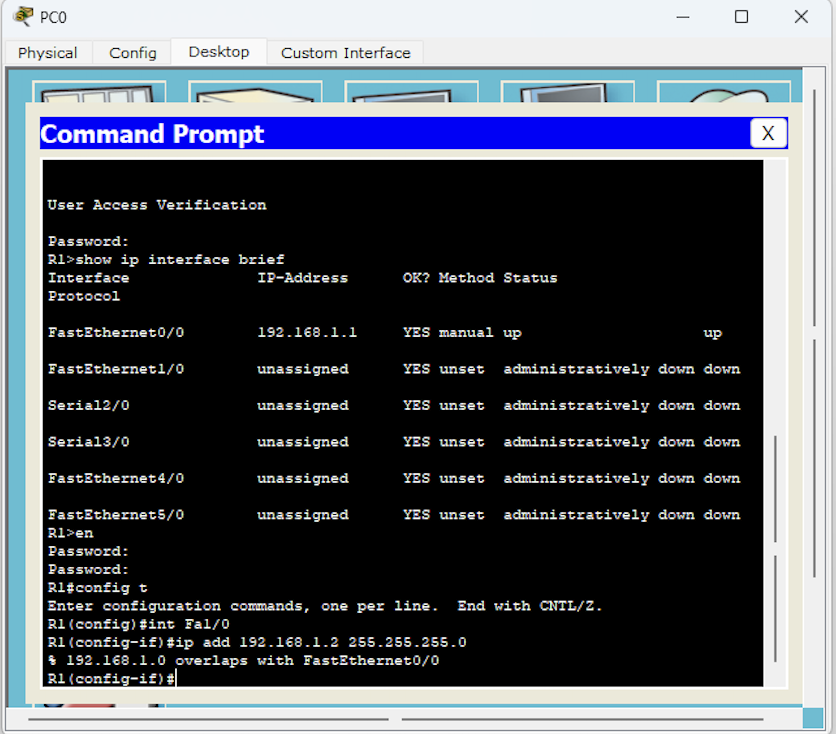 PC0
Physical Config Desktop Custom Interface
Command Prompt X
User Access Verification
Password:
R1>show ip interface brief
Interface IP-Address OK? Method Status
Protocol
FastEthernet0/0 192.168.1.1 YES manual up up
FastEthernet1/0 unassigned YES unset administratively down down
Serial2/0 unassigned YES unset administratively down down
Serial3/0 unassigned YES unset administratively down down
FastEthernet4/0 unassigned YES unset administratively down down
FastEthernet5/0 unassigned YES unset administratively down down
R1>en
Password:
Password:
R1#config t
Enter configuration commands, one per line. End with CNTL/Z.
R1(config)#int Fa1/0
R1(config-if)#ip add 192.168.1.2 255.255.255.0
% 192.168.1.0 overlaps with FastEthernet0/0
R1(config-if)#